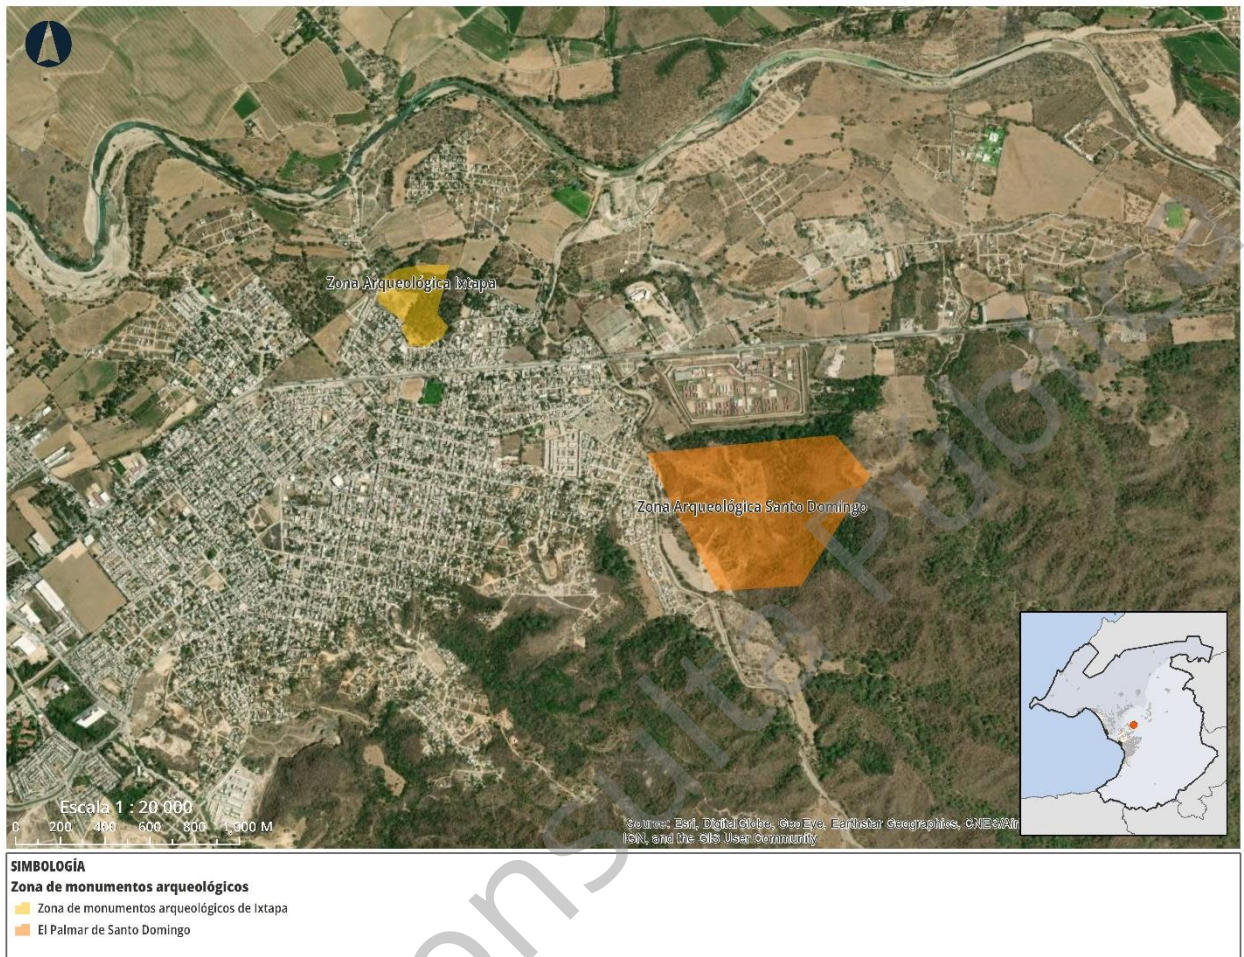 Zona Arqueológica Ixtapa
Zona Arqueológica Santo Domingo
Escala 1 : 20 000
0 200 400 600 800 1,000 M
Source: Esri, DigitalGlobe, GeoEye, Earthstar Geographics, CNES/Air
IGN, and the GIS User Community
SIMBOLOGÍA
Zona de monumentos arqueológicos
Zona de monumentos arqueológicos de Ixtapa
El Palmar de Santo Domingo
onsulta Pública